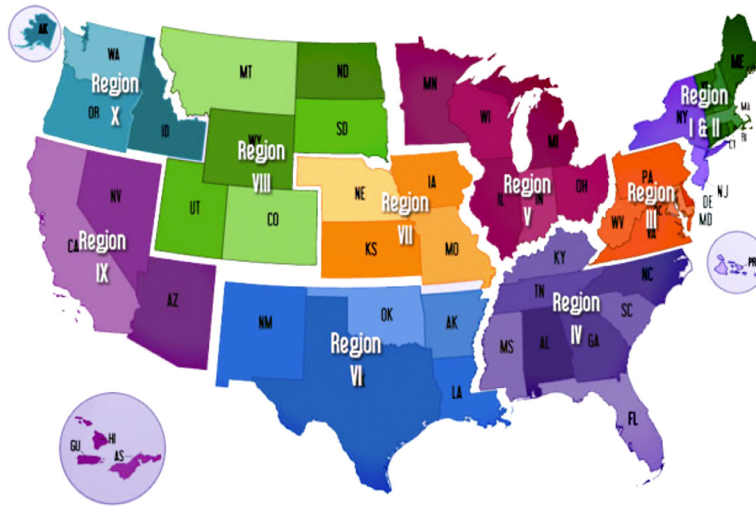 AK
WA
Region
X
OR
ID
MT
ND
SD
WY
Region
VIII
UT
CO
MN
WI
MI
Region
V
IL
IN
OH
ME
NY
Region
I & II
MA
RI
CT
NJ
DE
MD
PA
Region
III
WV
VA
PR
NV
CA
Region
IX
AZ
NE
IA
Region
VII
KS
MO
KY
TN
NC
Region
IV
SC
MS
AL
GA
FL
NM
OK
AK
Region
VI
LA
GU
HI
AS